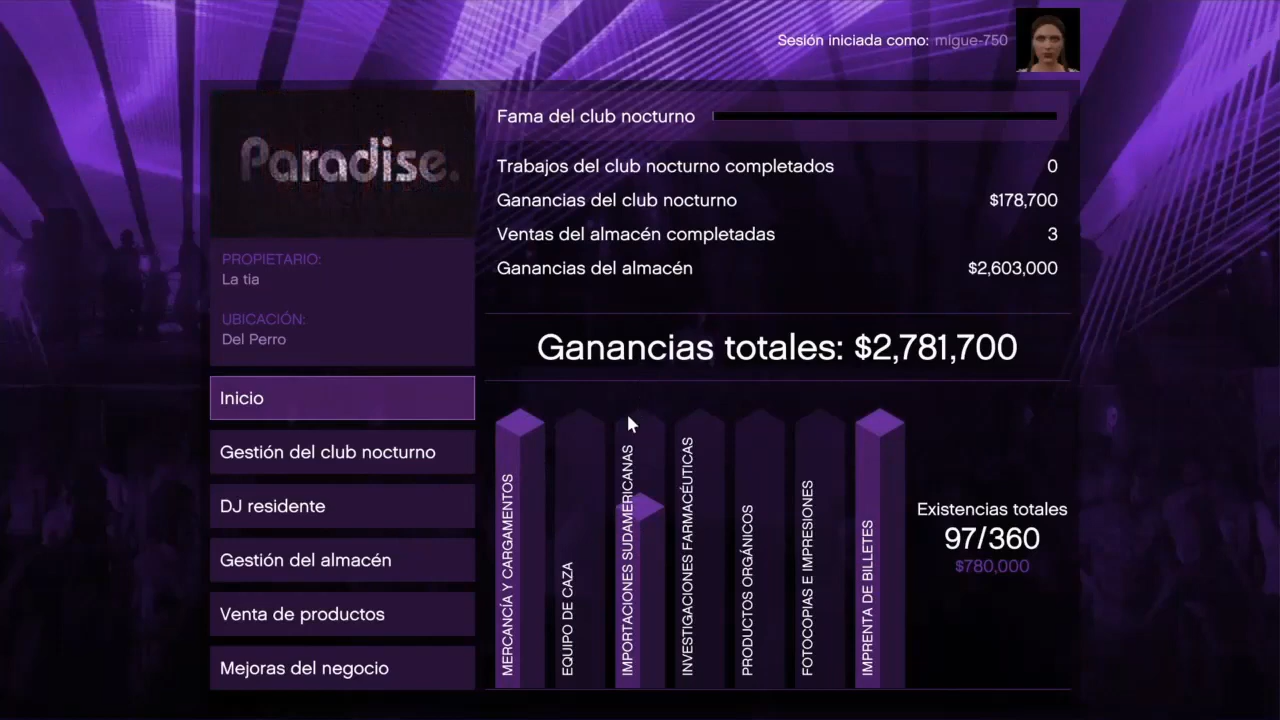 Sesión iniciada como: migue-750
Paradise.
PROPIETARIO:
La tia
UBICACIÓN:
Del Perro
Inicio
Gestión del club nocturno
DJ residente
Gestión del almacén
Venta de productos
Mejoras del negocio
Fama del club nocturno
Trabajos del club nocturno completados 0
Ganancias del club nocturno $178,700
Ventas del almacén completadas 3
Ganancias del almacén $2,603,000
Ganancias totales: $2,781,700
MERCANCÍA Y CARGAMENTOS
EQUIPO DE CAZA
IMPORTACIONES SUDAMERICANAS
INVESTIGACIONES FARMACÉUTICAS
PRODUCTOS ORGÁNICOS
FOTOCOPIAS E IMPRESIONES
IMPRENTA DE BILLETES
Existencias totales
97/360
$780,000